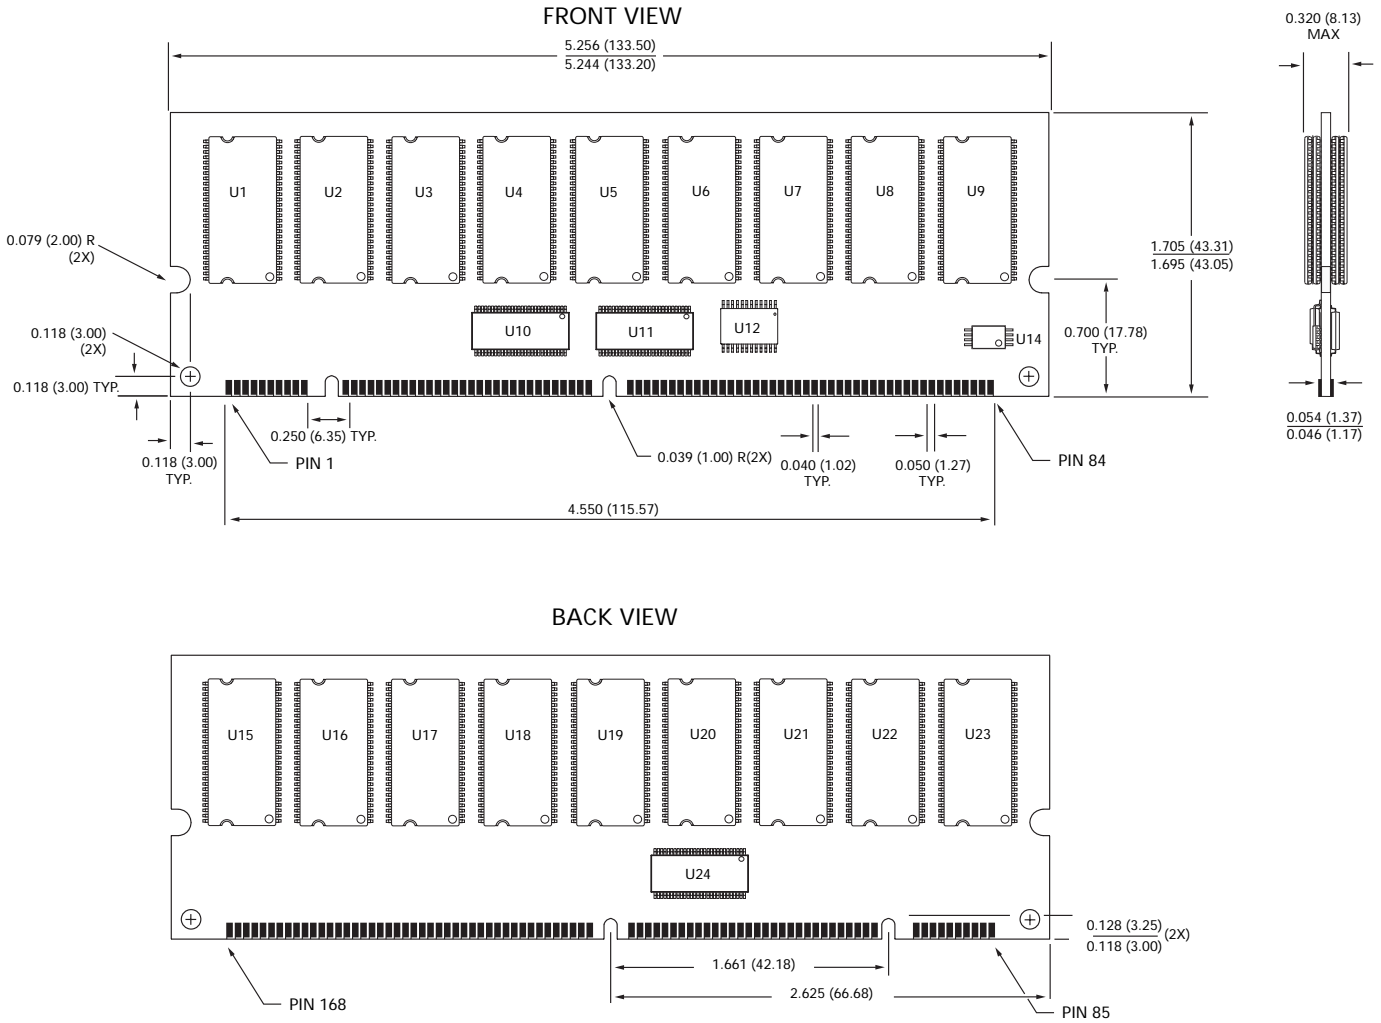 FRONT VIEW
0.320 (8.13)
MAX
5.256 (133.50)
5.244 (133.20)
U1 U2 U3 U4 U5 U6 U7 U8 U9
0.079 (2.00) R
(2X)
1.705 (43.31)
1.695 (43.05)
U10 U11 U12 U14
0.118 (3.00)
(2X)
0.700 (17.78)
TYP.
0.118 (3.00) TYP.
0.250 (6.35) TYP.
0.054 (1.37)
0.046 (1.17)
0.118 (3.00)
TYP.
PIN 1
0.039 (1.00) R(2X)
0.040 (1.02)
TYP.
0.050 (1.27)
TYP.
PIN 84
4.550 (115.57)
BACK VIEW
U15 U16 U17 U18 U19 U20 U21 U22 U23
U24
0.128 (3.25)
0.118 (3.00)
(2X)
1.661 (42.18)
2.625 (66.68)
PIN 168
PIN 85